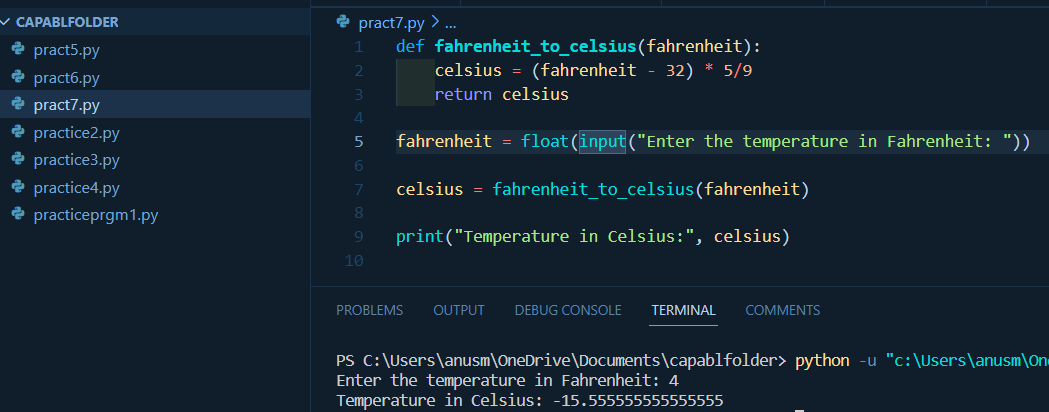 CAPABLFOLDER
pract5.py
pract6.py
pract7.py
practice2.py
practice3.py
practice4.py
practiceprgm1.py
pract7.py > ...
1 def fahrenheit_to_celsius(fahrenheit):
2     celsius = (fahrenheit - 32) * 5/9
3     return celsius
4
5 fahrenheit = float(input("Enter the temperature in Fahrenheit: "))
6
7 celsius = fahrenheit_to_celsius(fahrenheit)
8
9 print("Temperature in Celsius:", celsius)
10
PROBLEMS OUTPUT DEBUG CONSOLE TERMINAL COMMENTS
PS C:\Users\anusm\OneDrive\Documents\capablfolder> python -u "c:\Users\anusm\On
Enter the temperature in Fahrenheit: 4
Temperature in Celsius: -15.555555555555555